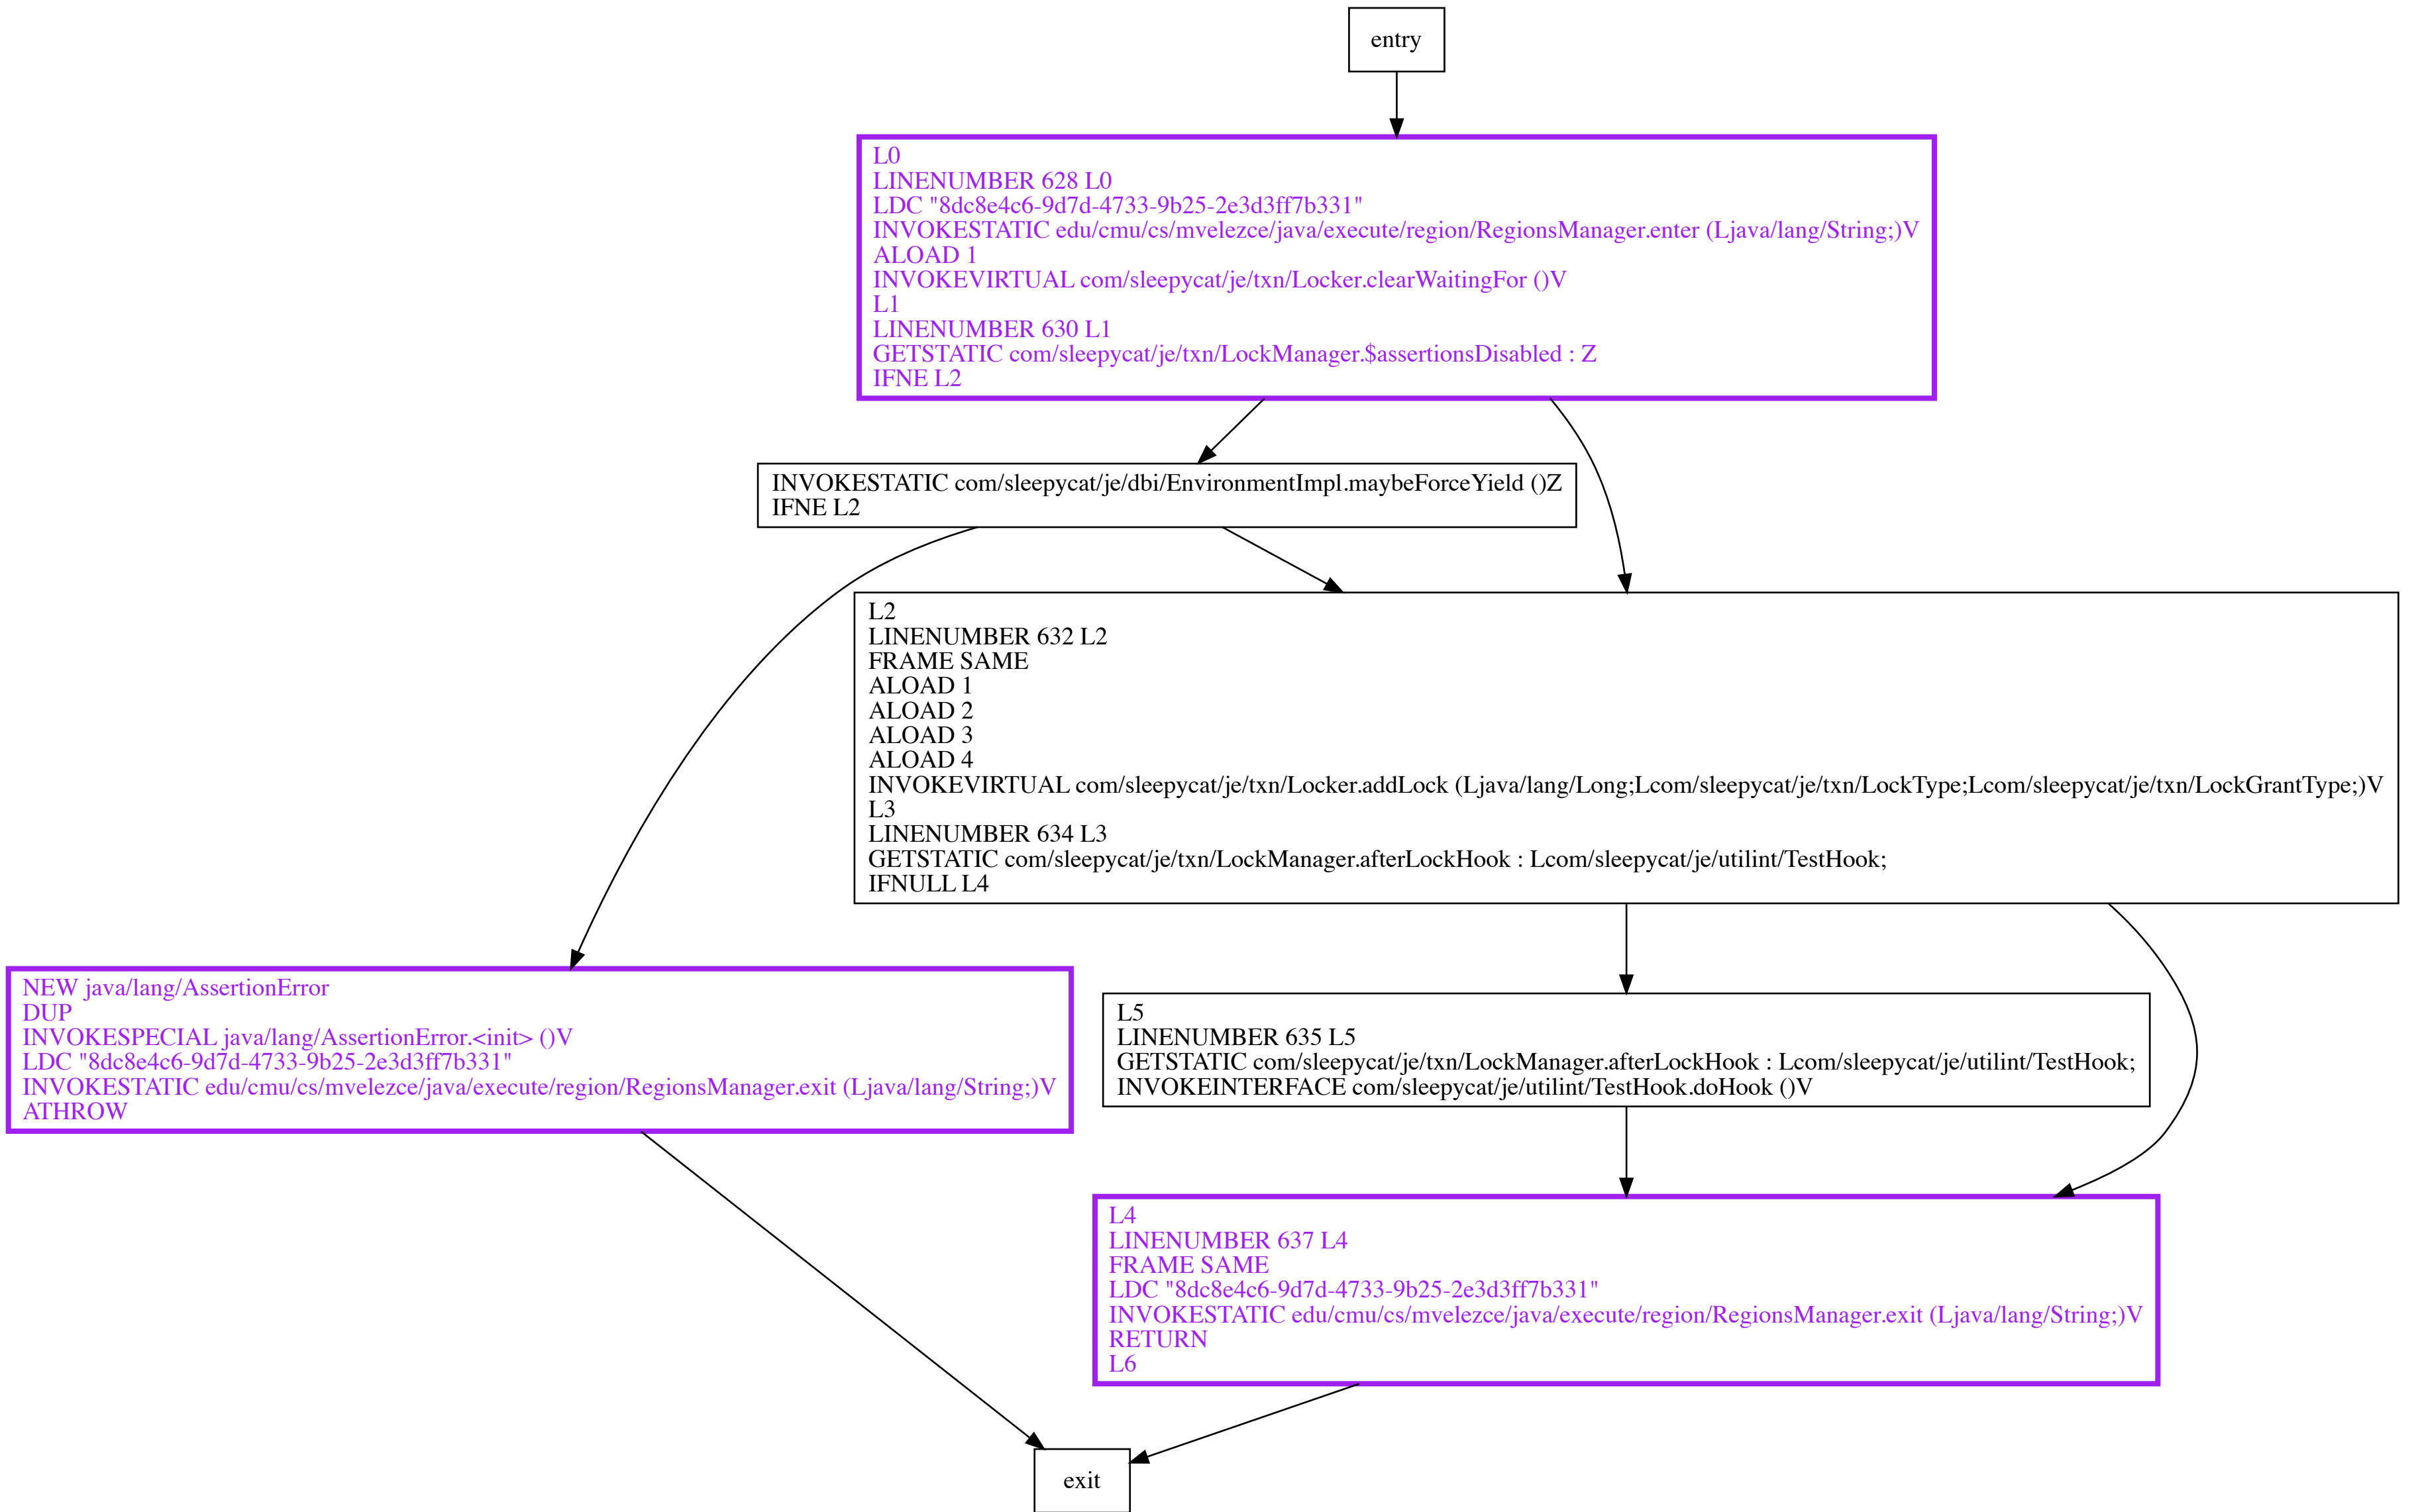 entry
L0
LINENUMBER 628 L0
LDC "8dc8e4c6-9d7d-4733-9b25-2e3d3ff7b331"
INVOKESTATIC edu/cmu/cs/mvelezce/java/execute/region/RegionsManager.enter (Ljava/lang/String;)V
ALOAD 1
INVOKEVIRTUAL com/sleepycat/je/txn/Locker.clearWaitingFor ()V
L1
LINENUMBER 630 L1
GETSTATIC com/sleepycat/je/txn/LockManager.$assertionsDisabled : Z
IFNE L2
INVOKESTATIC com/sleepycat/je/dbi/EnvironmentImpl.maybeForceYield ()Z
IFNE L2
L2
LINENUMBER 632 L2
FRAME SAME
ALOAD 1
ALOAD 2
ALOAD 3
ALOAD 4
INVOKEVIRTUAL com/sleepycat/je/txn/Locker.addLock (Ljava/lang/Long;Lcom/sleepycat/je/txn/LockType;Lcom/sleepycat/je/txn/LockGrantType;)V
L3
LINENUMBER 634 L3
GETSTATIC com/sleepycat/je/txn/LockManager.afterLockHook : Lcom/sleepycat/je/utilint/TestHook;
IFNULL L4
NEW java/lang/AssertionError
DUP
INVOKESPECIAL java/lang/AssertionError.<init> ()V
LDC "8dc8e4c6-9d7d-4733-9b25-2e3d3ff7b331"
INVOKESTATIC edu/cmu/cs/mvelezce/java/execute/region/RegionsManager.exit (Ljava/lang/String;)V
ATHROW
L5
LINENUMBER 635 L5
GETSTATIC com/sleepycat/je/txn/LockManager.afterLockHook : Lcom/sleepycat/je/utilint/TestHook;
INVOKEINTERFACE com/sleepycat/je/utilint/TestHook.doHook ()V
L4
LINENUMBER 637 L4
FRAME SAME
LDC "8dc8e4c6-9d7d-4733-9b25-2e3d3ff7b331"
INVOKESTATIC edu/cmu/cs/mvelezce/java/execute/region/RegionsManager.exit (Ljava/lang/String;)V
RETURN
L6
exit